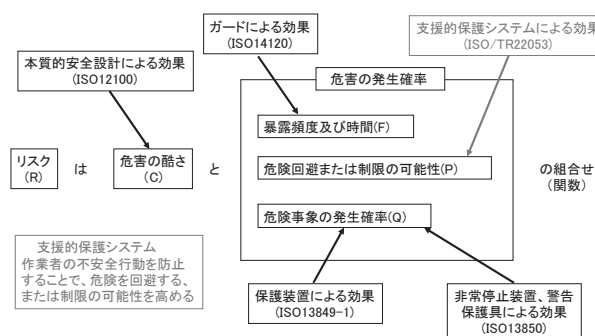 ガードによる効果
(ISO14120)
支援的保護システムによる効果
(ISO/TR22053)
本質的安全設計による効果
(ISO12100)
危害の発生確率
暴露頻度及び時間(F)
リスク
(R)
は
危害の酷さ
(C)
と
危険回避または制限の可能性(P)
の組合せ
(関数)
危険事象の発生確率(Q)
支援的保護システム
作業者の不安全行動を防止
することで、危険を回避する、
または制限の可能性を高める
保護装置による効果
(ISO13849-1)
非常停止装置、警告
保護具による効果
(ISO13850)